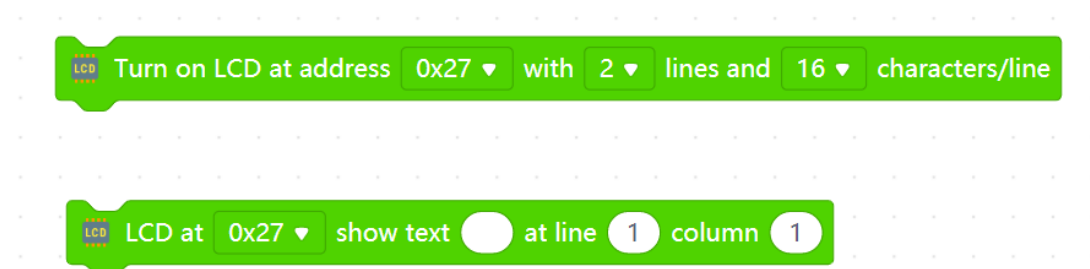 LCD Turn on LCD at address 0x27 with 2 lines and 16 characters/line
LCD LCD at 0x27 show text at line 1 column 1